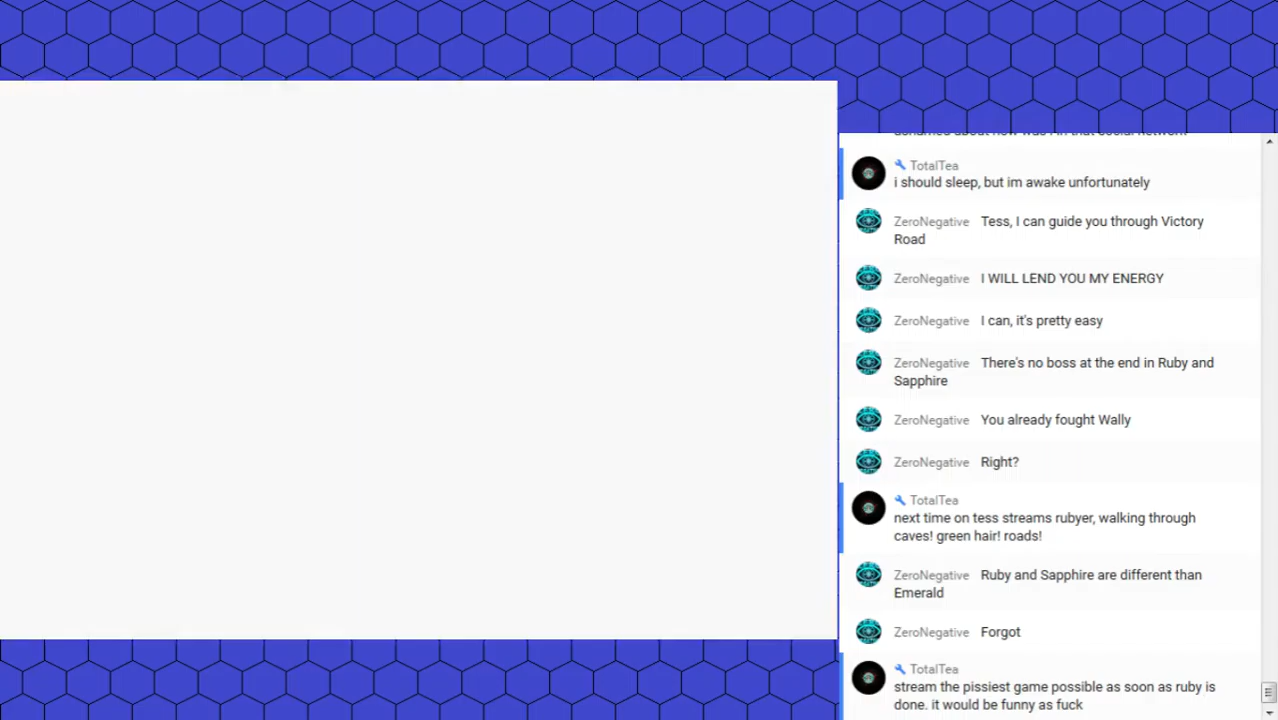 TotalTea
i should sleep, but im awake unfortunately
ZeroNegative Tess, I can guide you through Victory
Road
ZeroNegative I WILL LEND YOU MY ENERGY
ZeroNegative I can, it's pretty easy
ZeroNegative There's no boss at the end in Ruby and
Sapphire
ZeroNegative You already fought Wally
ZeroNegative Right?
TotalTea
next time on tess streams rubyer, walking through
caves! green hair! roads!
ZeroNegative Ruby and Sapphire are different than
Emerald
ZeroNegative Forgot
TotalTea
stream the pissiest game possible as soon as ruby is
done. it would be funny as fuck